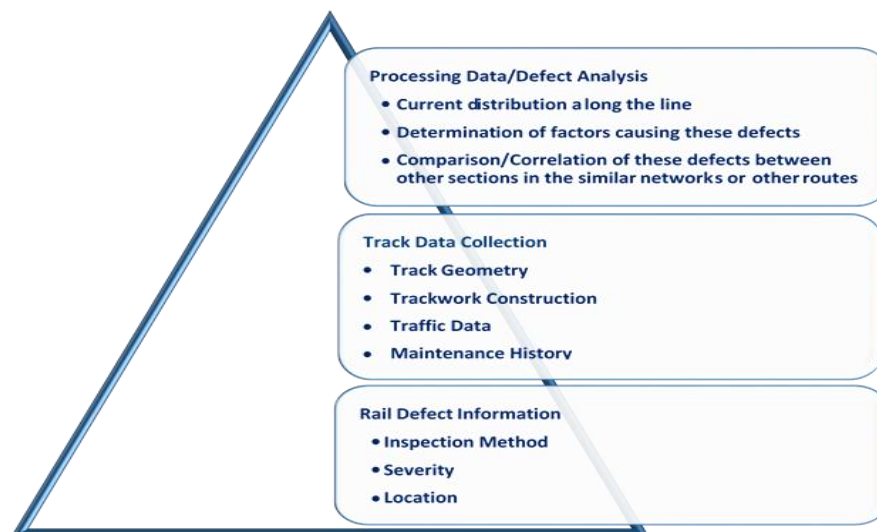 Processing Data/Defect Analysis
• Current distribution along the line
• Determination of factors causing these defects
• Comparison/Correlation of these defects between
other sections in the similar networks or other routes
Track Data Collection
• Track Geometry
• Trackwork Construction
• Traffic Data
• Maintenance History
Rail Defect Information
• Inspection Method
• Severity
• Location